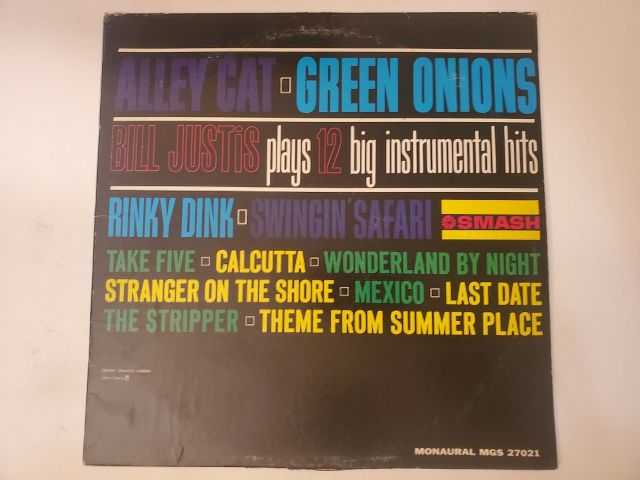 ALLEY CAT GREEN ONIONS
BILL JUSTiS plays 12 big instrumental hits
RINKY DINK SWINGIN' SAFARI SMASH
TAKE FIVE CALCUTTA WONDERLAND BY NIGHT
STRANGER ON THE SHORE MEXICO LAST DATE
THE STRIPPER THEME FROM SUMMER PLACE
MONAURAL MGS 27021